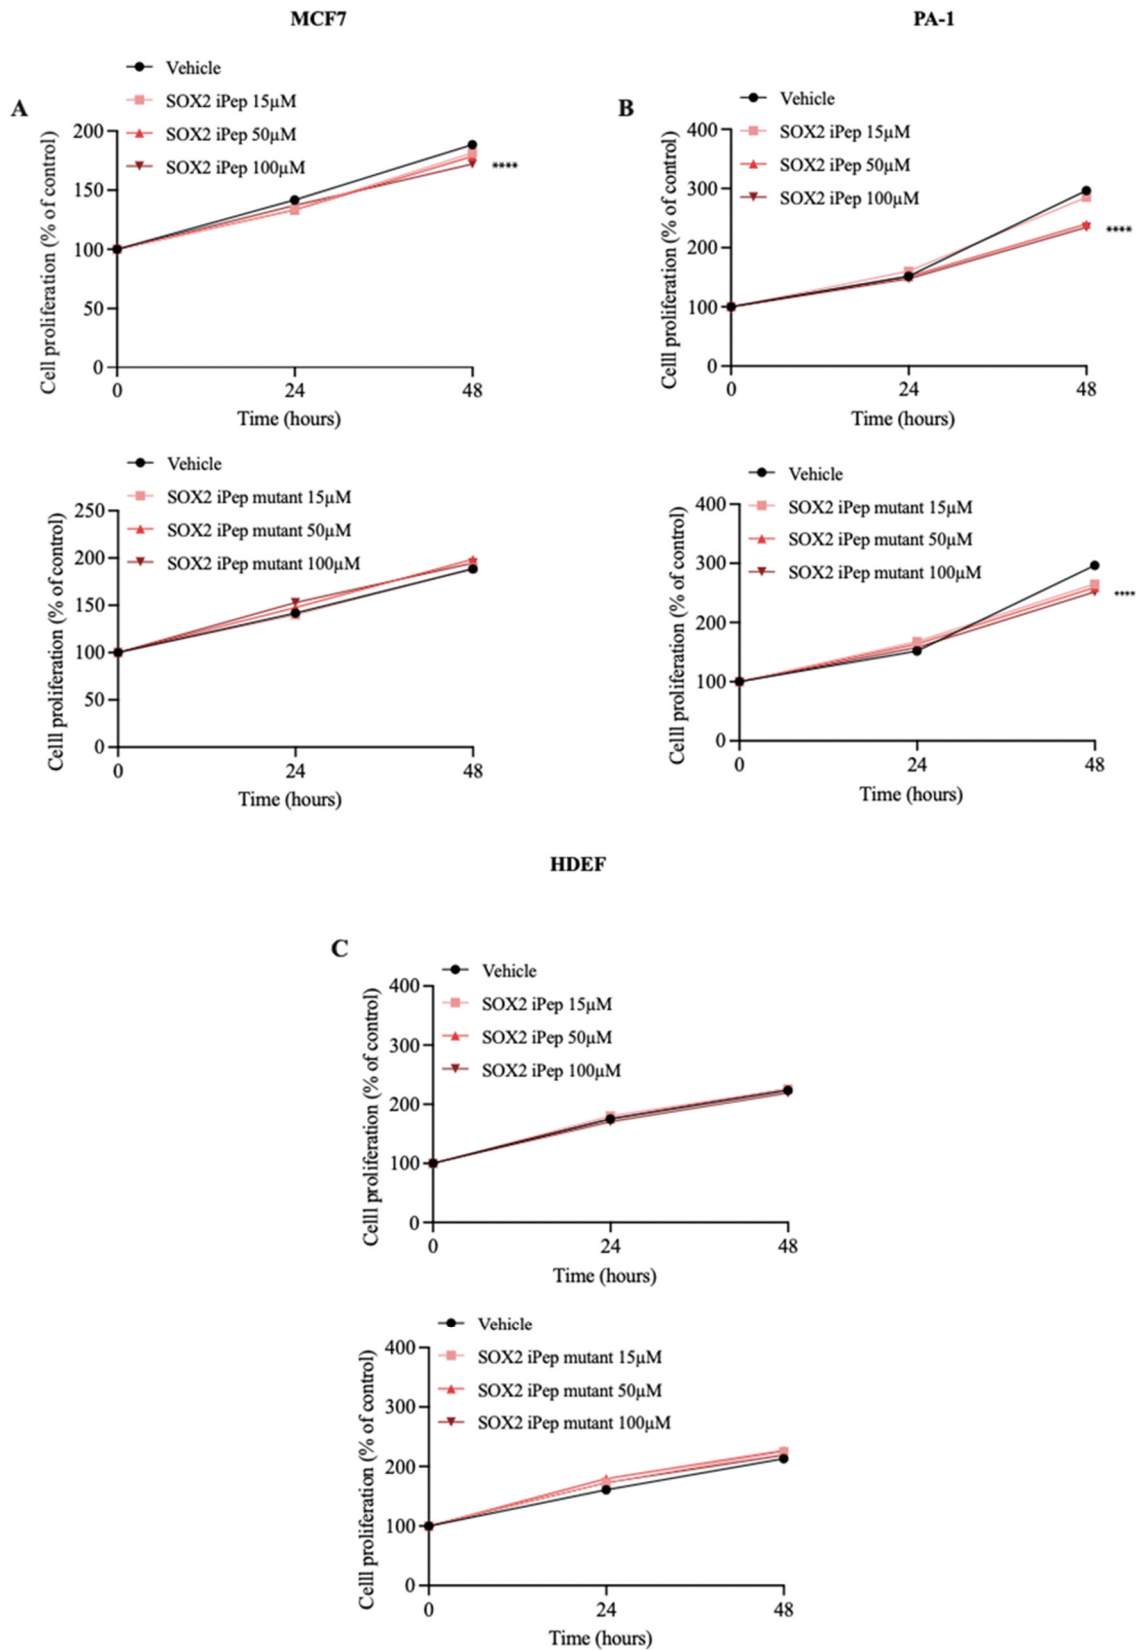 MCF7
PA-1
A
Vehicle
SOX2 iPep 15µM
SOX2 iPep 50µM
SOX2 iPep 100µM
Cell proliferation (% of control)
200
150
100
50
0
****
0
24
48
Time (hours)
Vehicle
SOX2 iPep mutant 15µM
SOX2 iPep mutant 50µM
SOX2 iPep mutant 100µM
Cell proliferation (% of control)
250
200
150
100
50
0
0
24
48
Time (hours)
B
Vehicle
SOX2 iPep 15µM
SOX2 iPep 50µM
SOX2 iPep 100µM
Celll proliferation (% of control)
400
300
200
100
0
****
0
24
48
Time (hours)
Vehicle
SOX2 iPep mutant 15µM
SOX2 iPep mutant 50µM
SOX2 iPep mutant 100µM
Celll proliferation (% of control)
400
300
200
100
0
****
0
24
48
Time (hours)
HDEF
C
Vehicle
SOX2 iPep 15µM
SOX2 iPep 50µM
SOX2 iPep 100µM
Celll proliferation (% of control)
400
300
200
100
0
0
24
48
Time (hours)
Vehicle
SOX2 iPep mutant 15µM
SOX2 iPep mutant 50µM
SOX2 iPep mutant 100µM
Celll proliferation (% of control)
400
300
200
100
0
0
24
48
Time (hours)